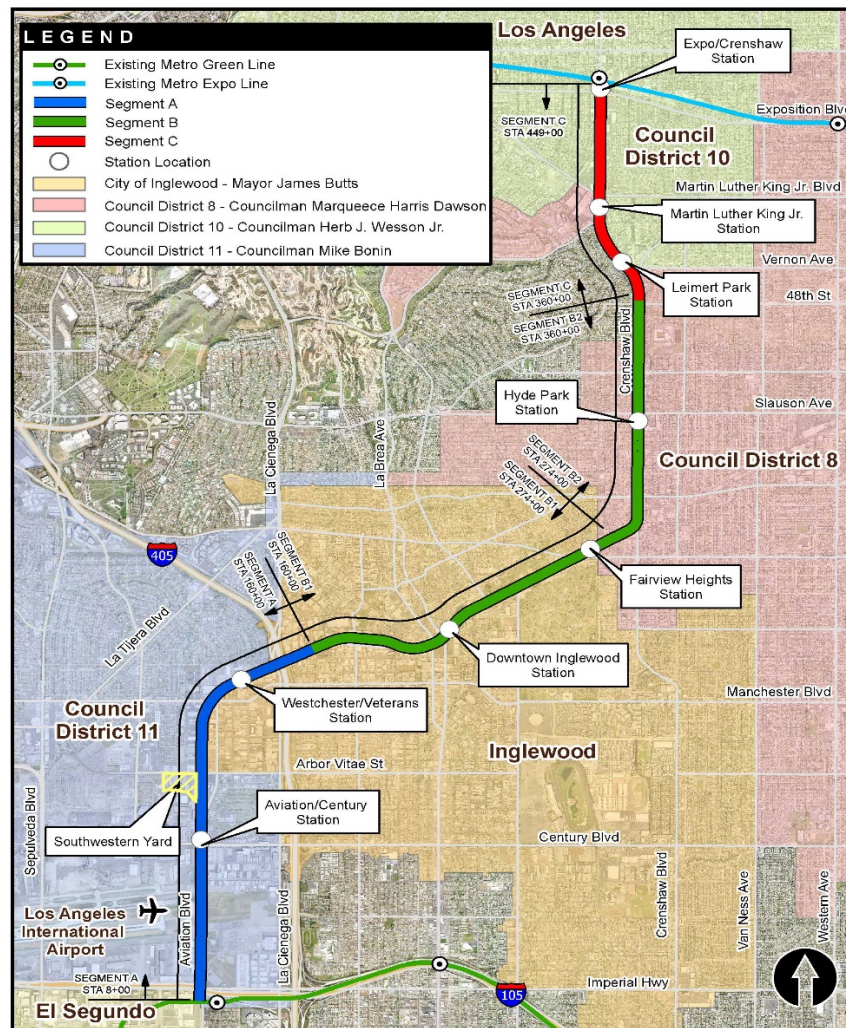 LEGEND
Existing Metro Green Line
Existing Metro Expo Line
Segment A
Segment B
Segment C
Station Location
City of Inglewood - Mayor James Butts
Council District 8 - Councilman Marqueece Harris Dawson
Council District 10 - Councilman Herb J. Wesson Jr.
Council District 11 - Councilman Mike Bonin
Los Angeles
Expo/Crenshaw
Station
Exposition Blvd
SEGMENT C
STA 449+00
Council
District 10
Martin Luther King Jr. Blvd
Martin Luther King Jr.
Station
Vernon Ave
Leimert Park
Station
48th St
SEGMENT C
STA 360+00
SEGMENT B2
STA 360+00
Crenshaw Blvd
Hyde Park
Station
Slauson Ave
La Cienega Blvd
La Brea Ave
Council District 8
SEGMENT B2
STA 274+00
SEGMENT B1
STA 274+00
405
SEGMENT B1
STA 160+00
SEGMENT A
STA 160+00
Fairview Heights
Station
La Tijera Blvd
Downtown Inglewood
Station
Manchester Blvd
Westchester/Veterans
Station
Council
District 11
Inglewood
Arbor Vitae St
Sepulveda Blvd
Southwestern Yard
Aviation/Century
Station
Century Blvd
Aviation Blvd
La Cienega Blvd
Crenshaw Blvd
Van Ness Ave
Western Ave
Los Angeles
International
Airport
SEGMENT A
STA 8+00
Imperial Hwy
El Segundo
105